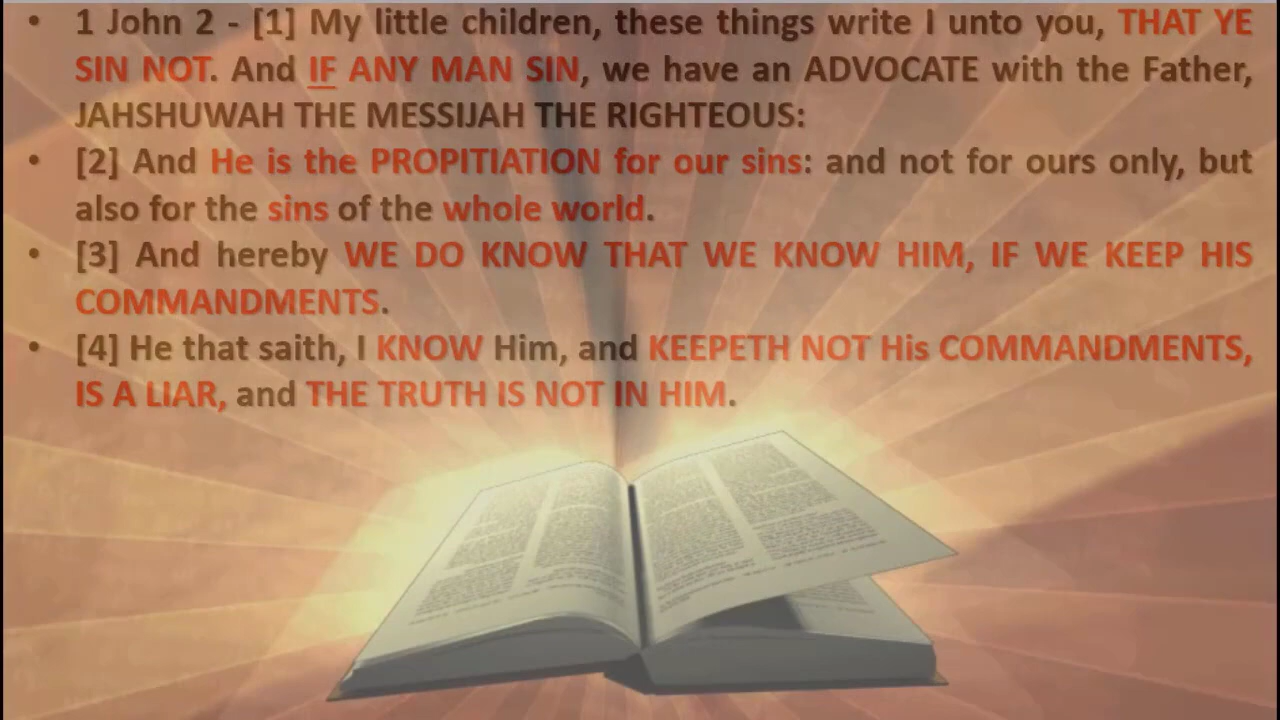 • 1 John 2 - [1] My little children, these things write I unto you, THAT YE
SIN NOT. And IF ANY MAN SIN, we have an ADVOCATE with the Father,
JAHSHUWAH THE MESSIJAH THE RIGHTEOUS:
• [2] And He is the PROPITIATION for our sins: and not for ours only, but
also for the sins of the whole world.
• [3] And hereby WE DO KNOW THAT WE KNOW HIM, IF WE KEEP HIS
COMMANDMENTS.
• [4] He that saith, I KNOW Him, and KEEPETH NOT His COMMANDMENTS,
IS A LIAR, and THE TRUTH IS NOT IN HIM.